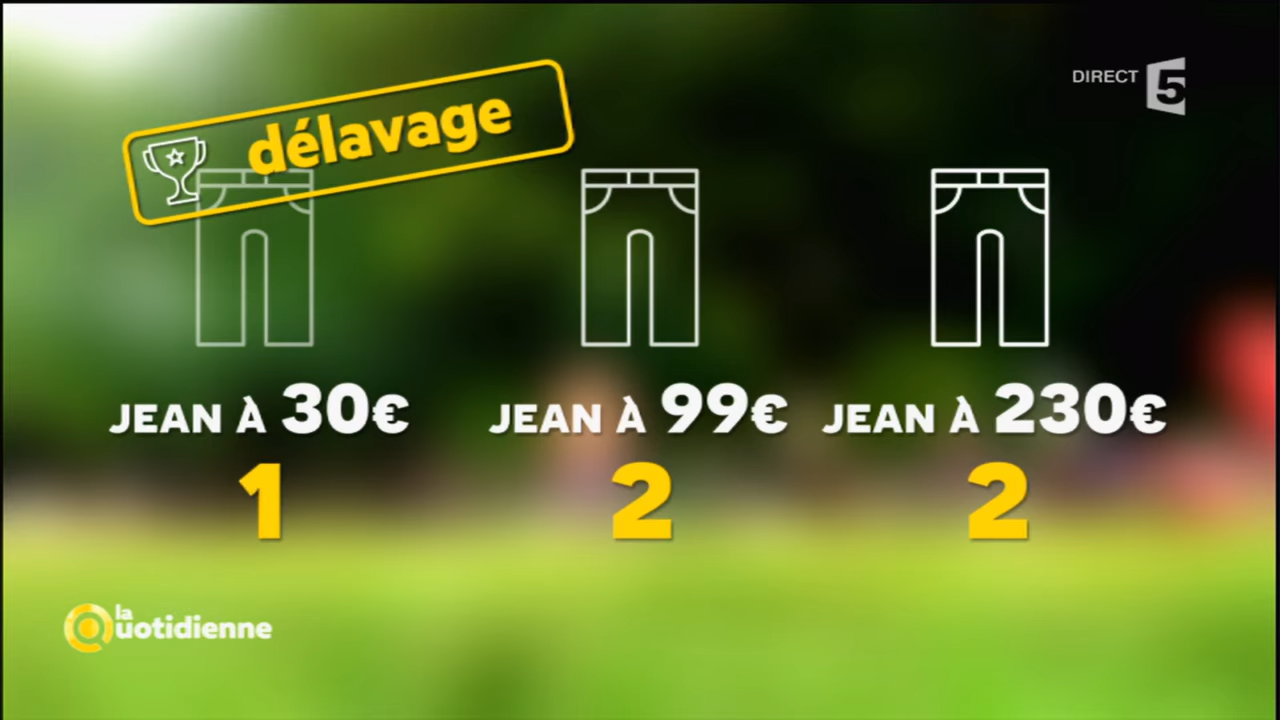 délavage
DIRECT 5
JEAN À 30€
JEAN À 99€
JEAN À 230€
1
2
2
la
Quotidienne